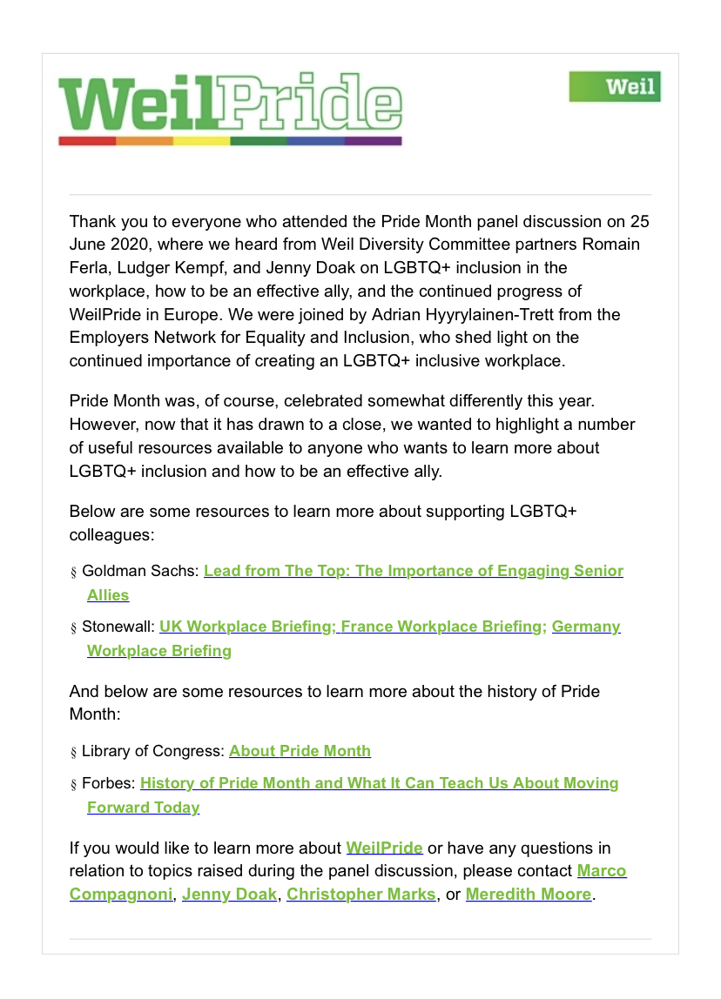 WeilPride
Weil
Thank you to everyone who attended the Pride Month panel discussion on 25
June 2020, where we heard from Weil Diversity Committee partners Romain
Ferla, Ludger Kempf, and Jenny Doak on LGBTQ+ inclusion in the
workplace, how to be an effective ally, and the continued progress of
WeilPride in Europe. We were joined by Adrian Hyyrylainen-Trett from the
Employers Network for Equality and Inclusion, who shed light on the
continued importance of creating an LGBTQ+ inclusive workplace.
Pride Month was, of course, celebrated somewhat differently this year.
However, now that it has drawn to a close, we wanted to highlight a number
of useful resources available to anyone who wants to learn more about
LGBTQ+ inclusion and how to be an effective ally.
Below are some resources to learn more about supporting LGBTQ+
colleagues:
§ Goldman Sachs: Lead from The Top: The Importance of Engaging Senior
Allies
§ Stonewall: UK Workplace Briefing; France Workplace Briefing; Germany
Workplace Briefing
And below are some resources to learn more about the history of Pride
Month:
§ Library of Congress: About Pride Month
§ Forbes: History of Pride Month and What It Can Teach Us About Moving
Forward Today
If you would like to learn more about WeilPride or have any questions in
relation to topics raised during the panel discussion, please contact Marco
Compagnoni, Jenny Doak, Christopher Marks, or Meredith Moore.